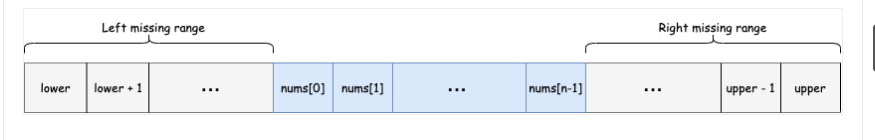 Left missing range
Right missing range
lower lower + 1 ... nums[0] nums[1] ... nums[n-1] ... upper - 1 upper